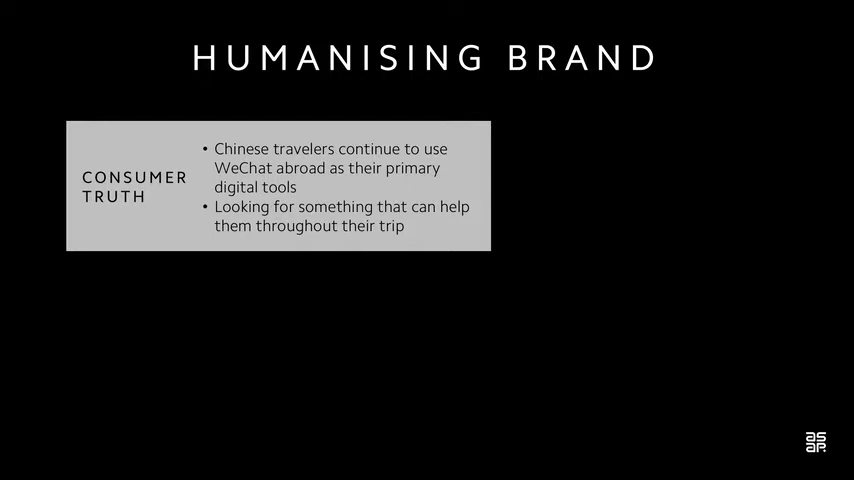 HUMANISING BRAND
CONSUMER
TRUTH
• Chinese travelers continue to use
WeChat abroad as their primary
digital tools
• Looking for something that can help
them throughout their trip
asap.